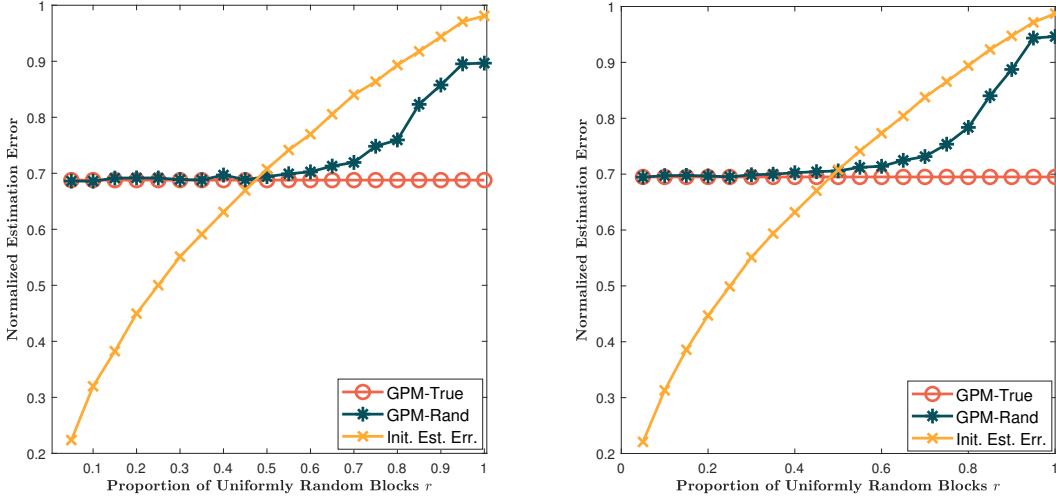 1
0.9
0.8
0.7
0.6
0.5
0.4
0.3
0.2
Normalized Estimation Error
0.1 0.2 0.3 0.4 0.5 0.6 0.7 0.8 0.9 1
Proportion of Uniformly Random Blocks r
GPM-True
GPM-Rand
Init. Est. Err.
1
0.9
0.8
0.7
0.6
0.5
0.4
0.3
0.2
Normalized Estimation Error
0 0.2 0.4 0.6 0.8 1
Proportion of Uniformly Random Blocks r
GPM-True
GPM-Rand
Init. Est. Err.